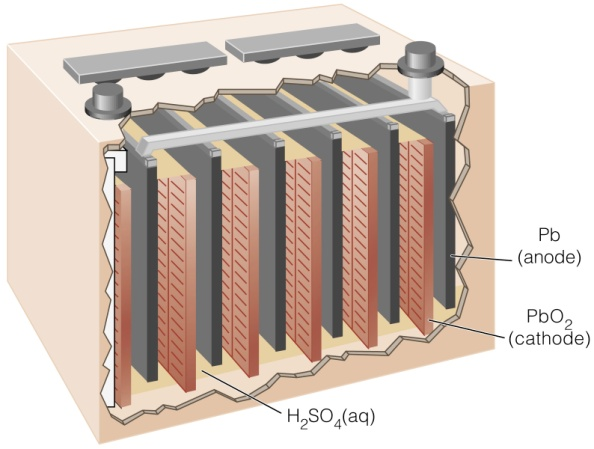 Pb
(anode)
PbO₂
(cathode)
H₂SO₄(aq)